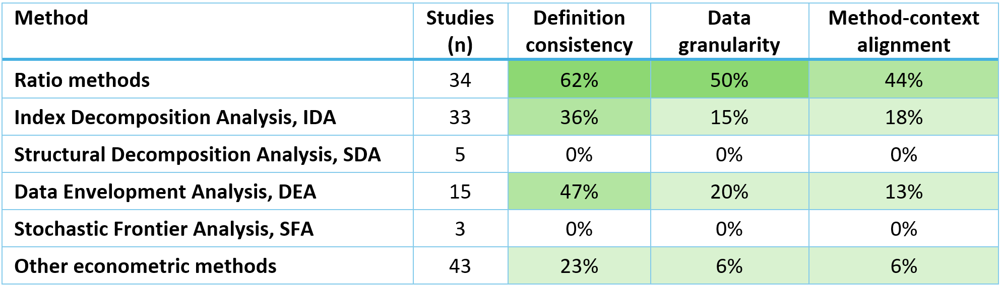 Method Studies (n) Definition consistency Data granularity Method-context alignment
Ratio methods 34 62% 50% 44%
Index Decomposition Analysis, IDA 33 36% 15% 18%
Structural Decomposition Analysis, SDA 5 0% 0% 0%
Data Envelopment Analysis, DEA 15 47% 20% 13%
Stochastic Frontier Analysis, SFA 3 0% 0% 0%
Other econometric methods 43 23% 6% 6%